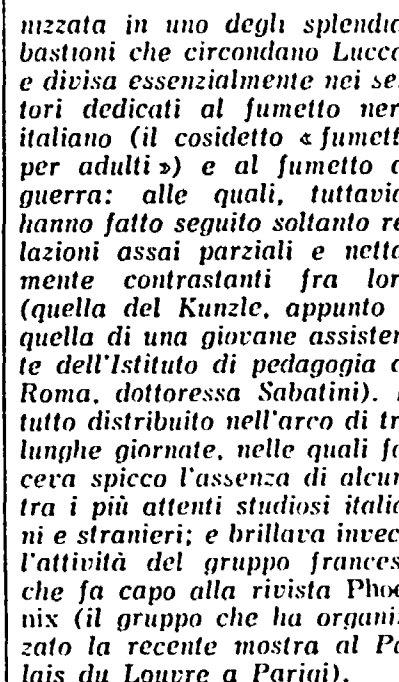 nizzata in uno degli splendid
bastioni che circondano Lucca
e divisa essenzialmente nei set
tori dedicati al fumetto ner
italiano (il cosidetto « fumett
per adulti ») e al fumetto d
guerra: alle quali, tuttavia
hanno fatto seguito soltanto re
lazioni assai parziali e netta
mente contrastanti fra lor
(quella del Kunzle, appunto
quella di una giovane assisten
te dell'Istituto di pedagogia d
Roma, dottoressa Sabatini).
tutto distribuito nell'arco di tr
lunghe giornate, nelle quali fa
ceva spicco l'assenza di alcun
tra i più attenti studiosi italia
ni e stranieri; e brillava invec
l'attività del gruppo frances
che fa capo alla rivista Phoe
nix (il gruppo che ha organiz
zato la recente mostra al Pa
lais du Louvre a Parigi).